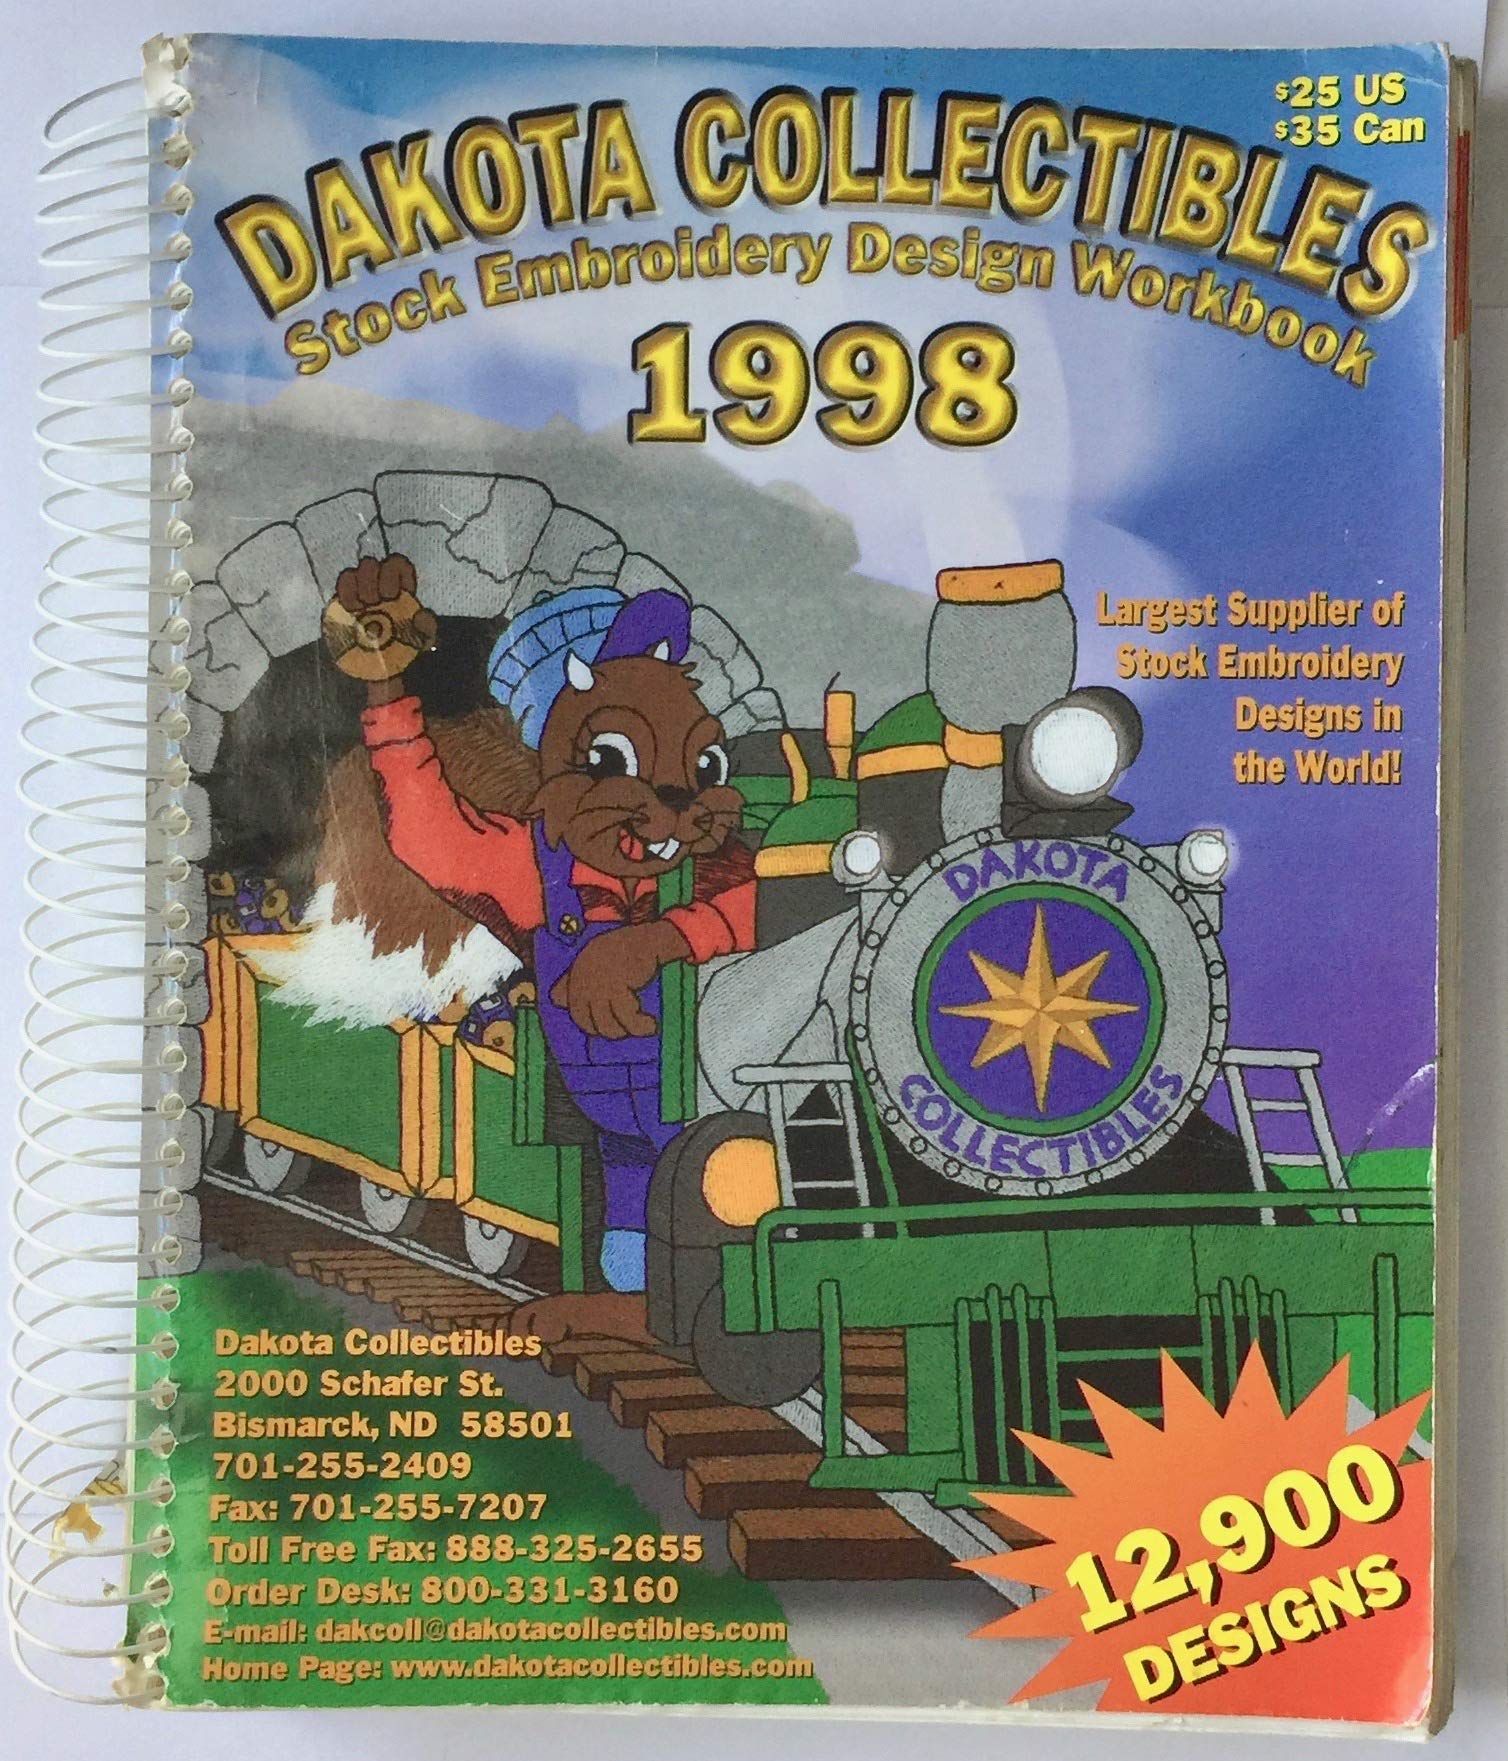 $25 US
$35 Can
DAKOTA COLLECTIBLES
Stock Embroidery Design Workbook
1998
Largest Supplier of
Stock Embroidery
Designs in
the World!
DAKOTA
COLLECTIBLES
Dakota Collectibles
2000 Schafer St.
Bismarck, ND 58501
701-255-2409
Fax: 701-255-7207
Toll Free Fax: 888-325-2655
Order Desk: 800-331-3160
E-mail: dakcoll@dakotacollectibles.com
Home Page: www.dakotacollectibles.com
12,900
DESIGNS